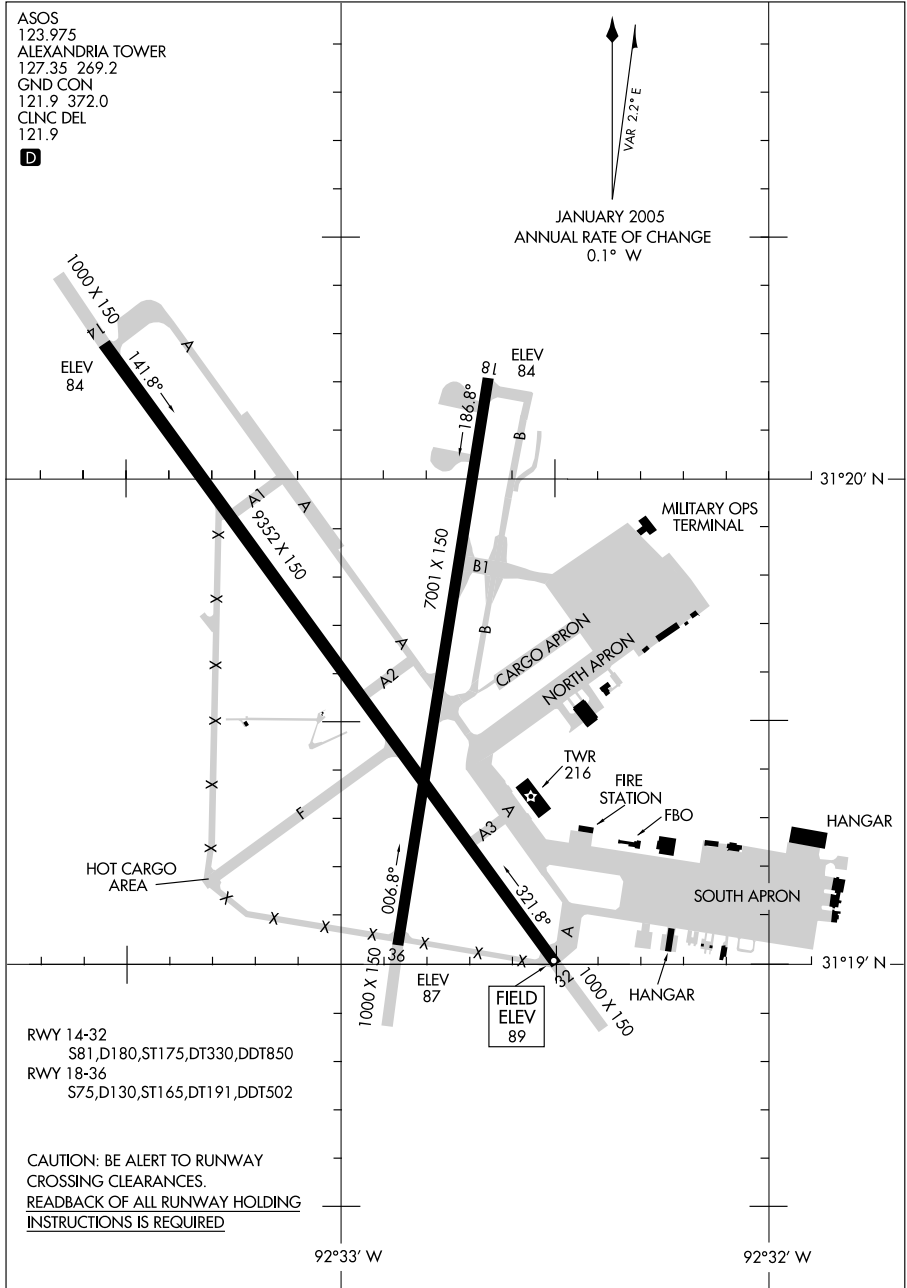 ASOS
123.975
ALEXANDRIA TOWER
127.35 269.2
GND CON
121.9 372.0
CLNC DEL
121.9
D
VAR 2.2° E
JANUARY 2005
ANNUAL RATE OF CHANGE
0.1° W
1000 X 150
14
ELEV
84
141.8°
A
18
ELEV
84
186.8°
B
31°20' N
A1
A
9352 X 150
7001 X 150
MILITARY OPS
TERMINAL
X
B1
X
B
CARGO APRON
NORTH APRON
A
A2
X
X
TWR
216
FIRE
STATION
FBO
HANGAR
X
F
A
A3
X
HOT CARGO
AREA
006.8°
321.8°
SOUTH APRON
X
X
X
X
X
X
X
A
36
1000 X 150
ELEV
87
32
1000 X 150
31°19' N
FIELD
ELEV
89
HANGAR
RWY 14-32
S81,D180,ST175,DT330,DDT850
RWY 18-36
S75,D130,ST165,DT191,DDT502
CAUTION: BE ALERT TO RUNWAY
CROSSING CLEARANCES.
READBACK OF ALL RUNWAY HOLDING
INSTRUCTIONS IS REQUIRED
92°33' W
92°32' W